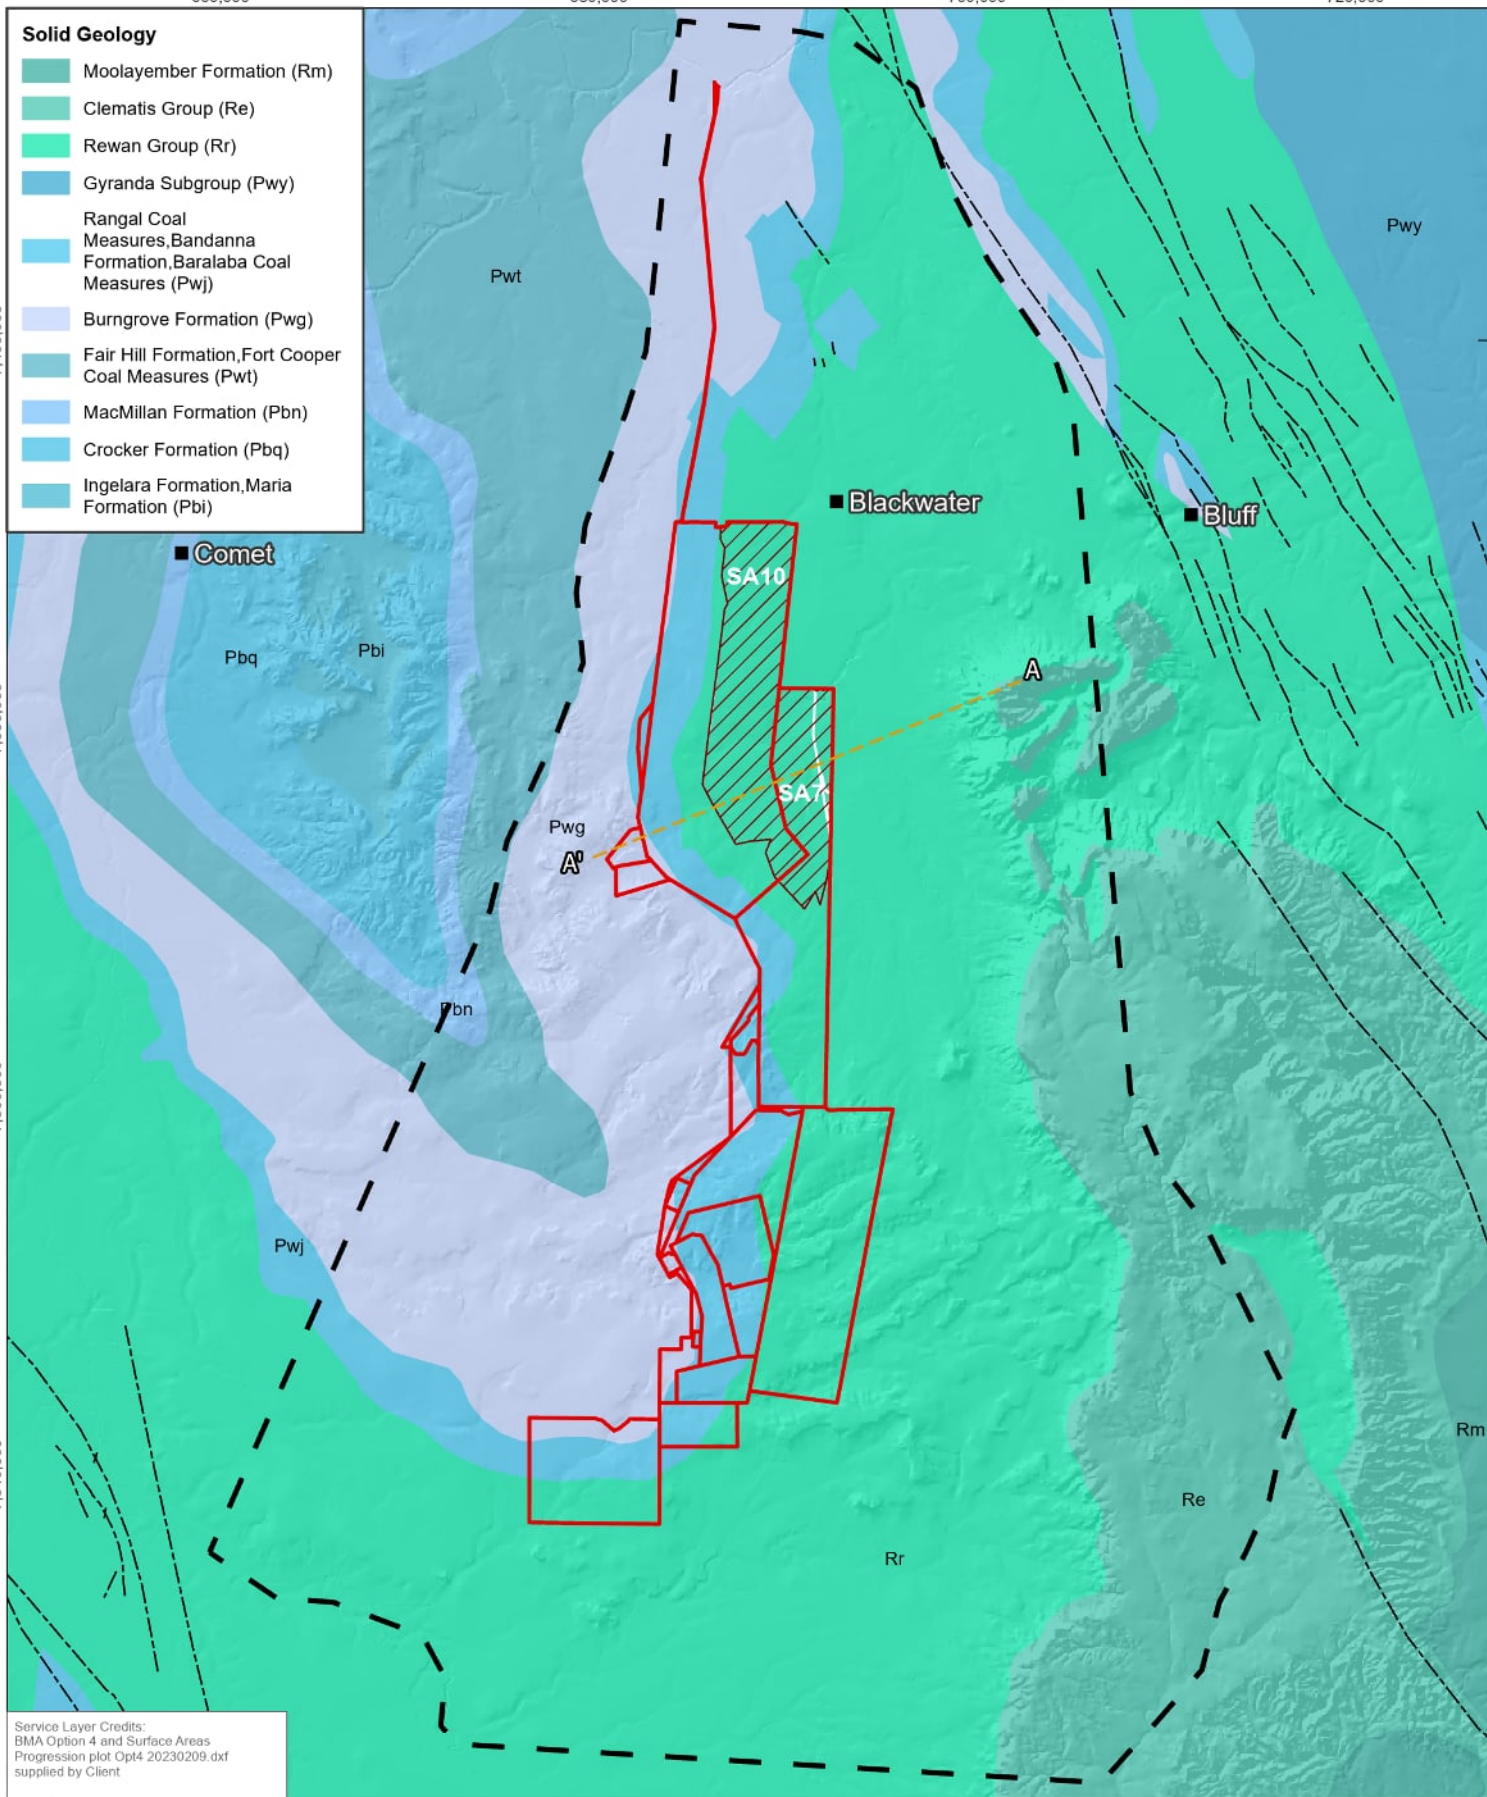 Solid Geology
Moolayember Formation (Rm)
Clematis Group (Re)
Rewan Group (Rr)
Gyranda Subgroup (Pwy)
Rangal Coal
Measures,Bandanna
Formation,Baralaba Coal
Measures (Pwj)
Burngrove Formation (Pwg)
Fair Hill Formation,Fort Cooper
Coal Measures (Pwt)
MacMillan Formation (Pbn)
Crocker Formation (Pbq)
Ingelara Formation,Maria
Formation (Pbi)
Pwy
Pwt
Blackwater
Bluff
Comet
SA10
Pbq
Pbi
A
SA7
Pwg
A'
Pbn
Pwj
Rm
Re
Rr
Service Layer Credits:
BMA Option 4 and Surface Areas
Progression plot Opt4 20230209.dxf
supplied by Client